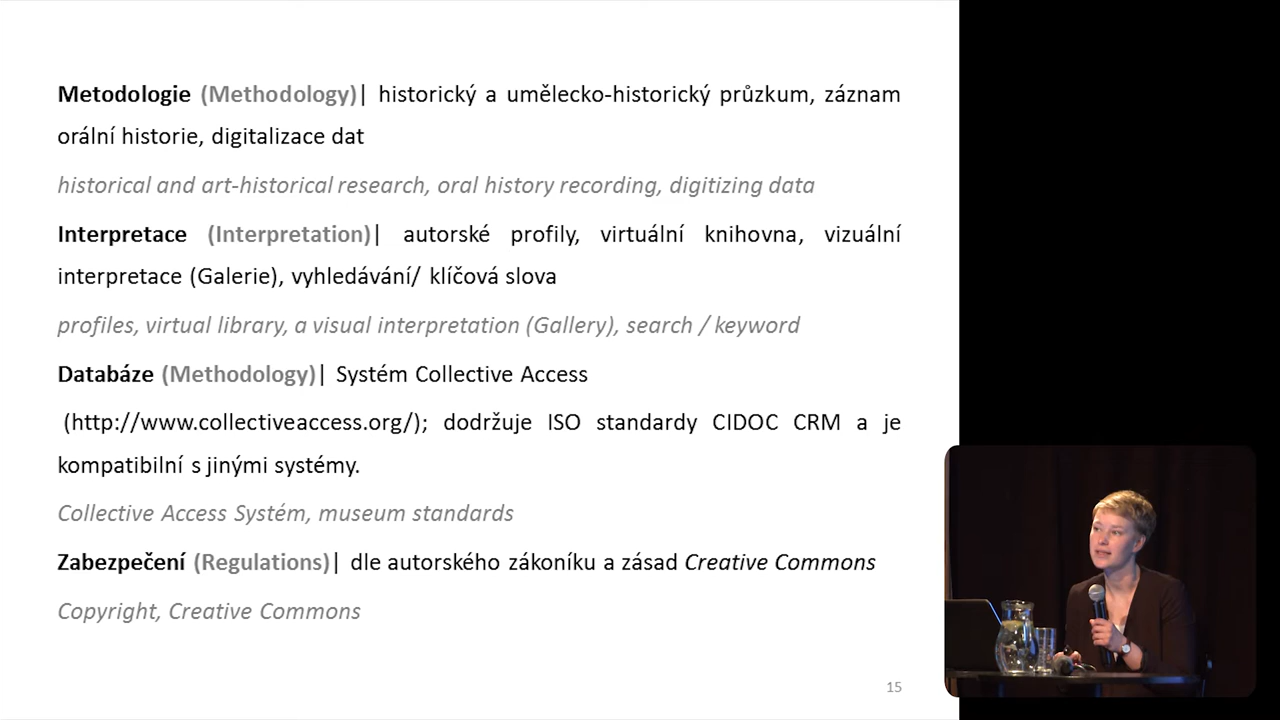 Metodologie (Methodology)| historický a umělecko-historický průzkum, záznam
orální historie, digitalizace dat
historical and art-historical research, oral history recording, digitizing data
Interpretace (Interpretation)| autorské profily, virtuální knihovna, vizuální
interpretace (Galerie), vyhledávání/ klíčová slova
profiles, virtual library, a visual interpretation (Gallery), search / keyword
Databáze (Methodology)| Systém Collective Access
(http://www.collectiveaccess.org/); dodržuje ISO standardy CIDOC CRM a je
kompatibilní s jinými systémy.
Collective Access Systém, museum standards
Zabezpečení (Regulations)| dle autorského zákoníku a zásad Creative Commons
Copyright, Creative Commons
15